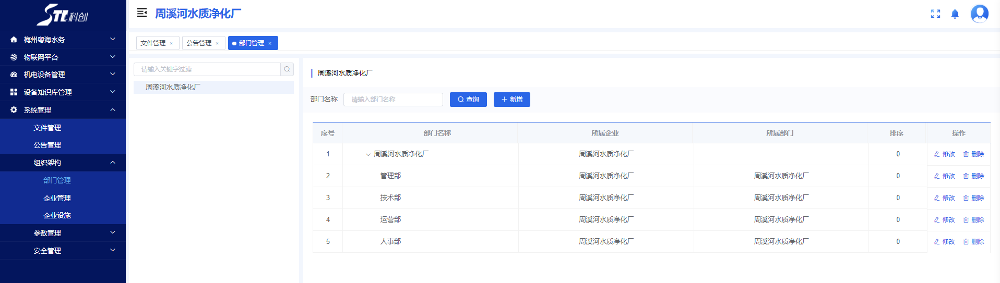 STC科创
周溪河水质净化厂
梅州粤海水务
物联网平台
机电设备管理
设备知识库管理
系统管理
文件管理
公告管理
组织架构
部门管理
企业管理
企业设施
参数管理
安全管理
文件管理 ×
公告管理 ×
部门管理 ×
请输入关键字过滤
周溪河水质净化厂
周溪河水质净化厂
部门名称 请输入部门名称 查询 新增
序号 部门名称 所属企业 所属部门 排序 操作
1 周溪河水质净化厂 周溪河水质净化厂 0 修改 删除
2 管理部 周溪河水质净化厂 周溪河水质净化厂 0 修改 删除
3 技术部 周溪河水质净化厂 周溪河水质净化厂 0 修改 删除
4 运营部 周溪河水质净化厂 周溪河水质净化厂 0 修改 删除
5 人事部 周溪河水质净化厂 周溪河水质净化厂 0 修改 删除